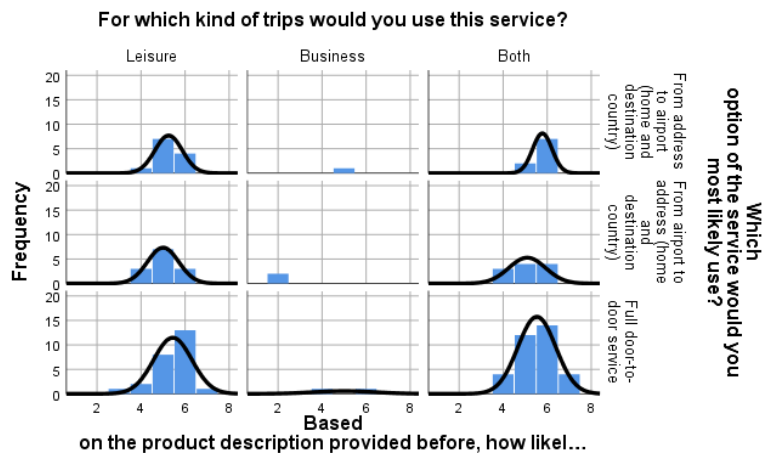 For which kind of trips would you use this service?
Leisure Business Both
20
15
10
5
0
20
15
10
5
0
20
15
10
5
0
Frequency
From address
to airport
(home and
destination
country)
From airport to
address (home
and
destination
country)
Full door-to-
door service
Which
option of the service would you
most likely use?
2 4 6 8 2 4 6 8 2 4 6 8
Based
on the product description provided before, how likel...